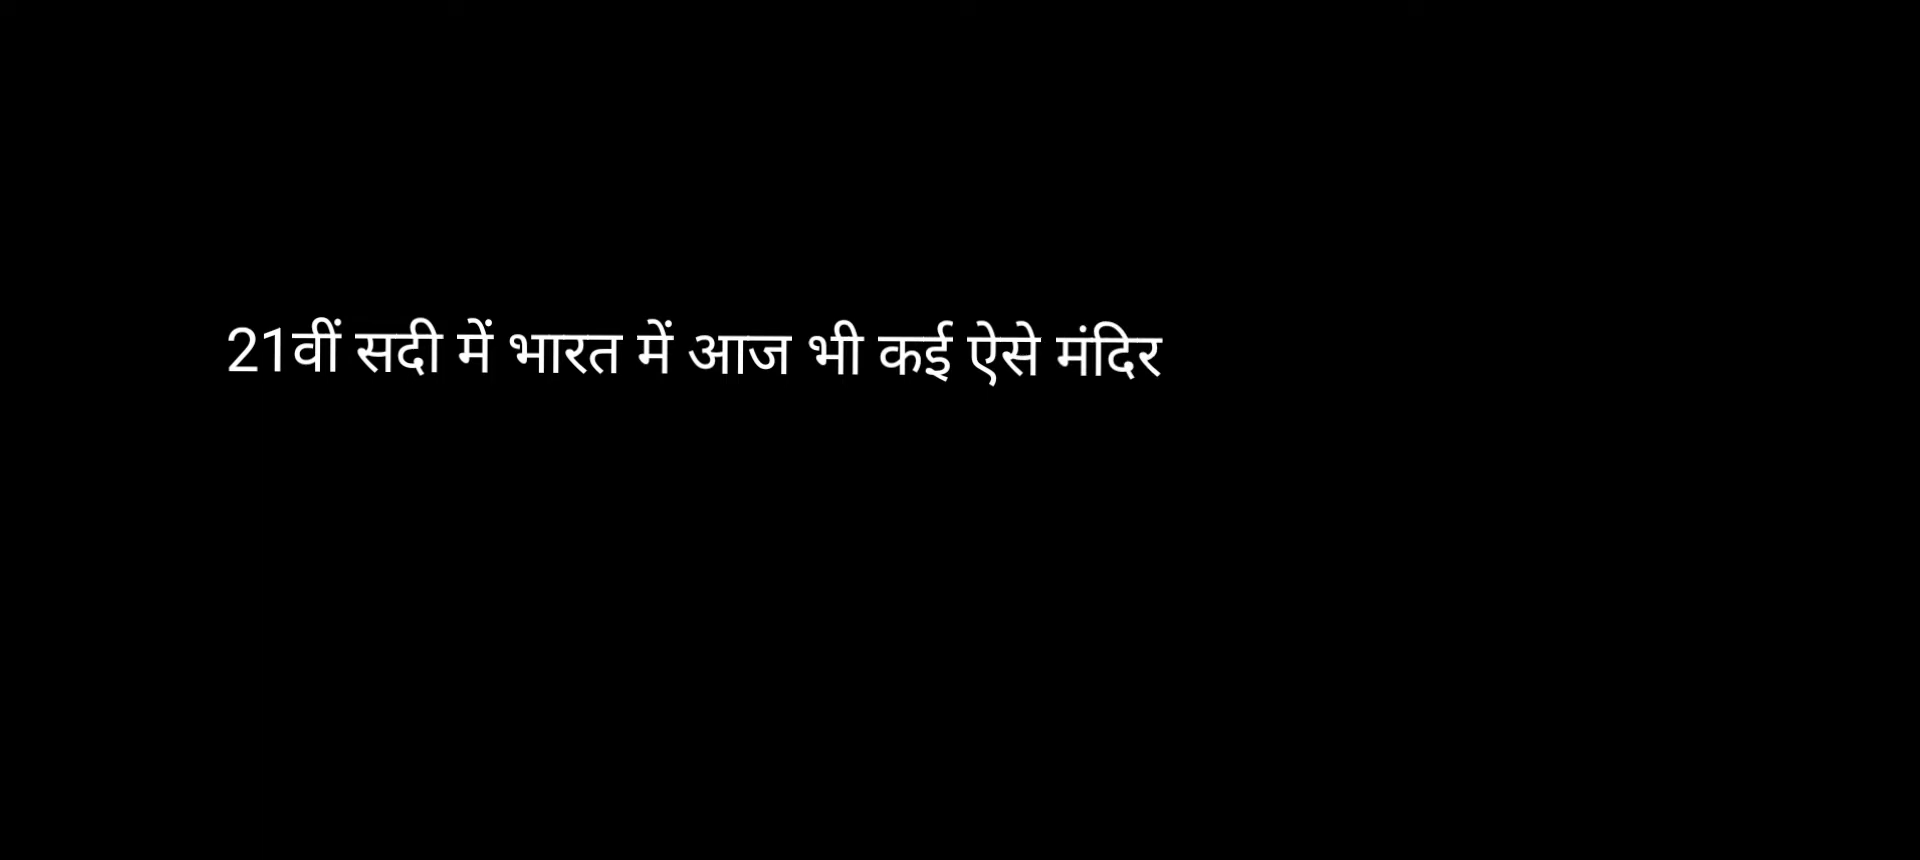 21वीं सदी में भारत में आज भी कई ऐसे मंदिर